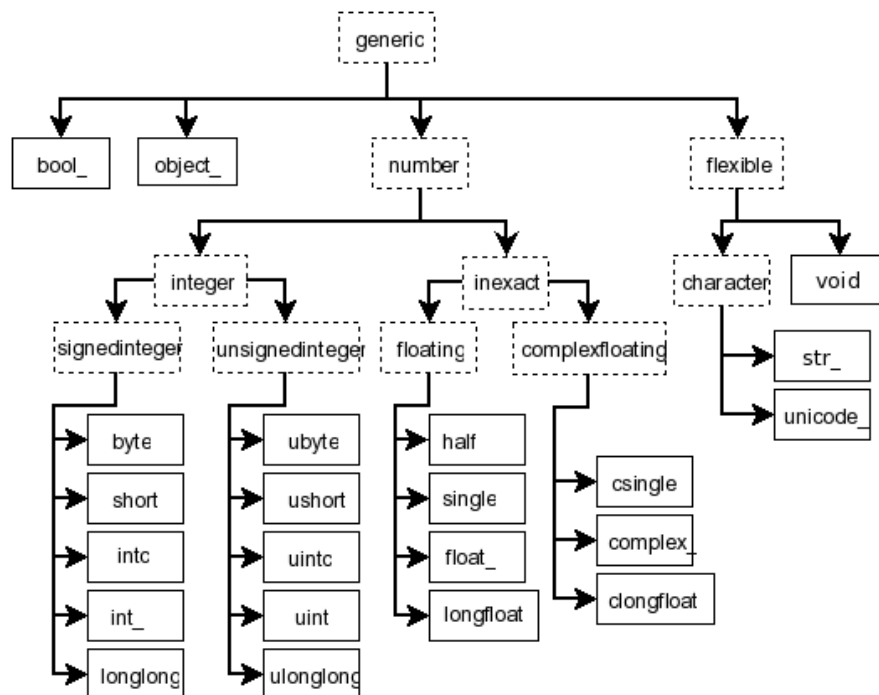 generic
bool_
object_
number
flexible
integer
inexact
character
void
signedinteger
unsignedinteger
floating
complexfloating
str_
unicode_
byte
ubyte
half
short
ushort
single
csingle
intc
uintc
float_
complex_
int_
uint
longfloat
clongfloat
longlong
ulonglong